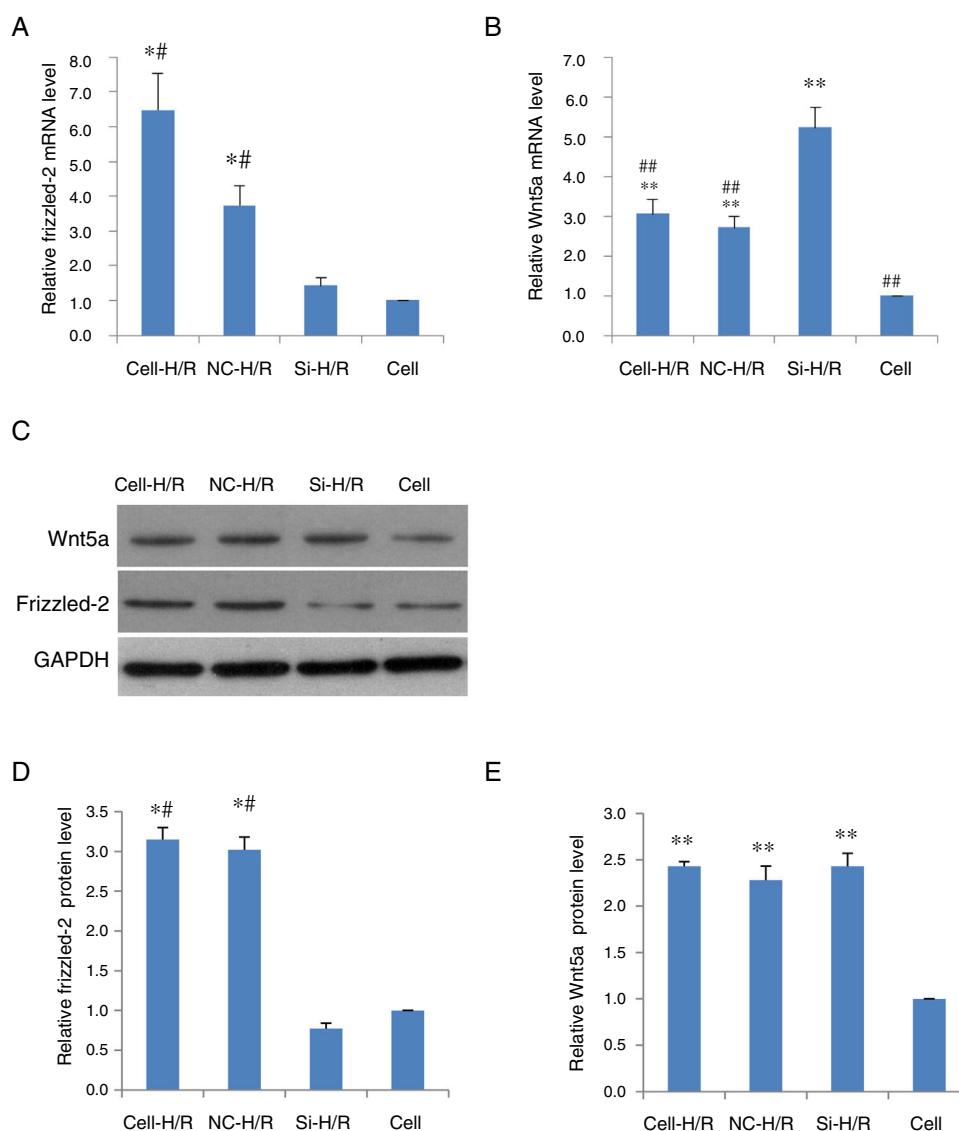 A
Relative frizzled-2 mRNA level
8.0
7.0
6.0
5.0
4.0
3.0
2.0
1.0
0.0
*#
*#
Cell-H/R NC-H/R Si-H/R Cell
B
Relative Wnt5a mRNA level
7.0
6.0
5.0
4.0
3.0
2.0
1.0
0.0
##
**
##
**
**
##
Cell-H/R NC-H/R Si-H/R Cell
C
Cell-H/R NC-H/R Si-H/R Cell
Wnt5a
Frizzled-2
GAPDH
D
Relative frizzled-2 protein level
3.5
3.0
2.5
2.0
1.5
1.0
0.5
0.0
*#
*#
Cell-H/R NC-H/R Si-H/R Cell
E
Relative Wnt5a protein level
3.0
2.5
2.0
1.5
1.0
0.5
0.0
**
**
**
Cell-H/R NC-H/R Si-H/R Cell